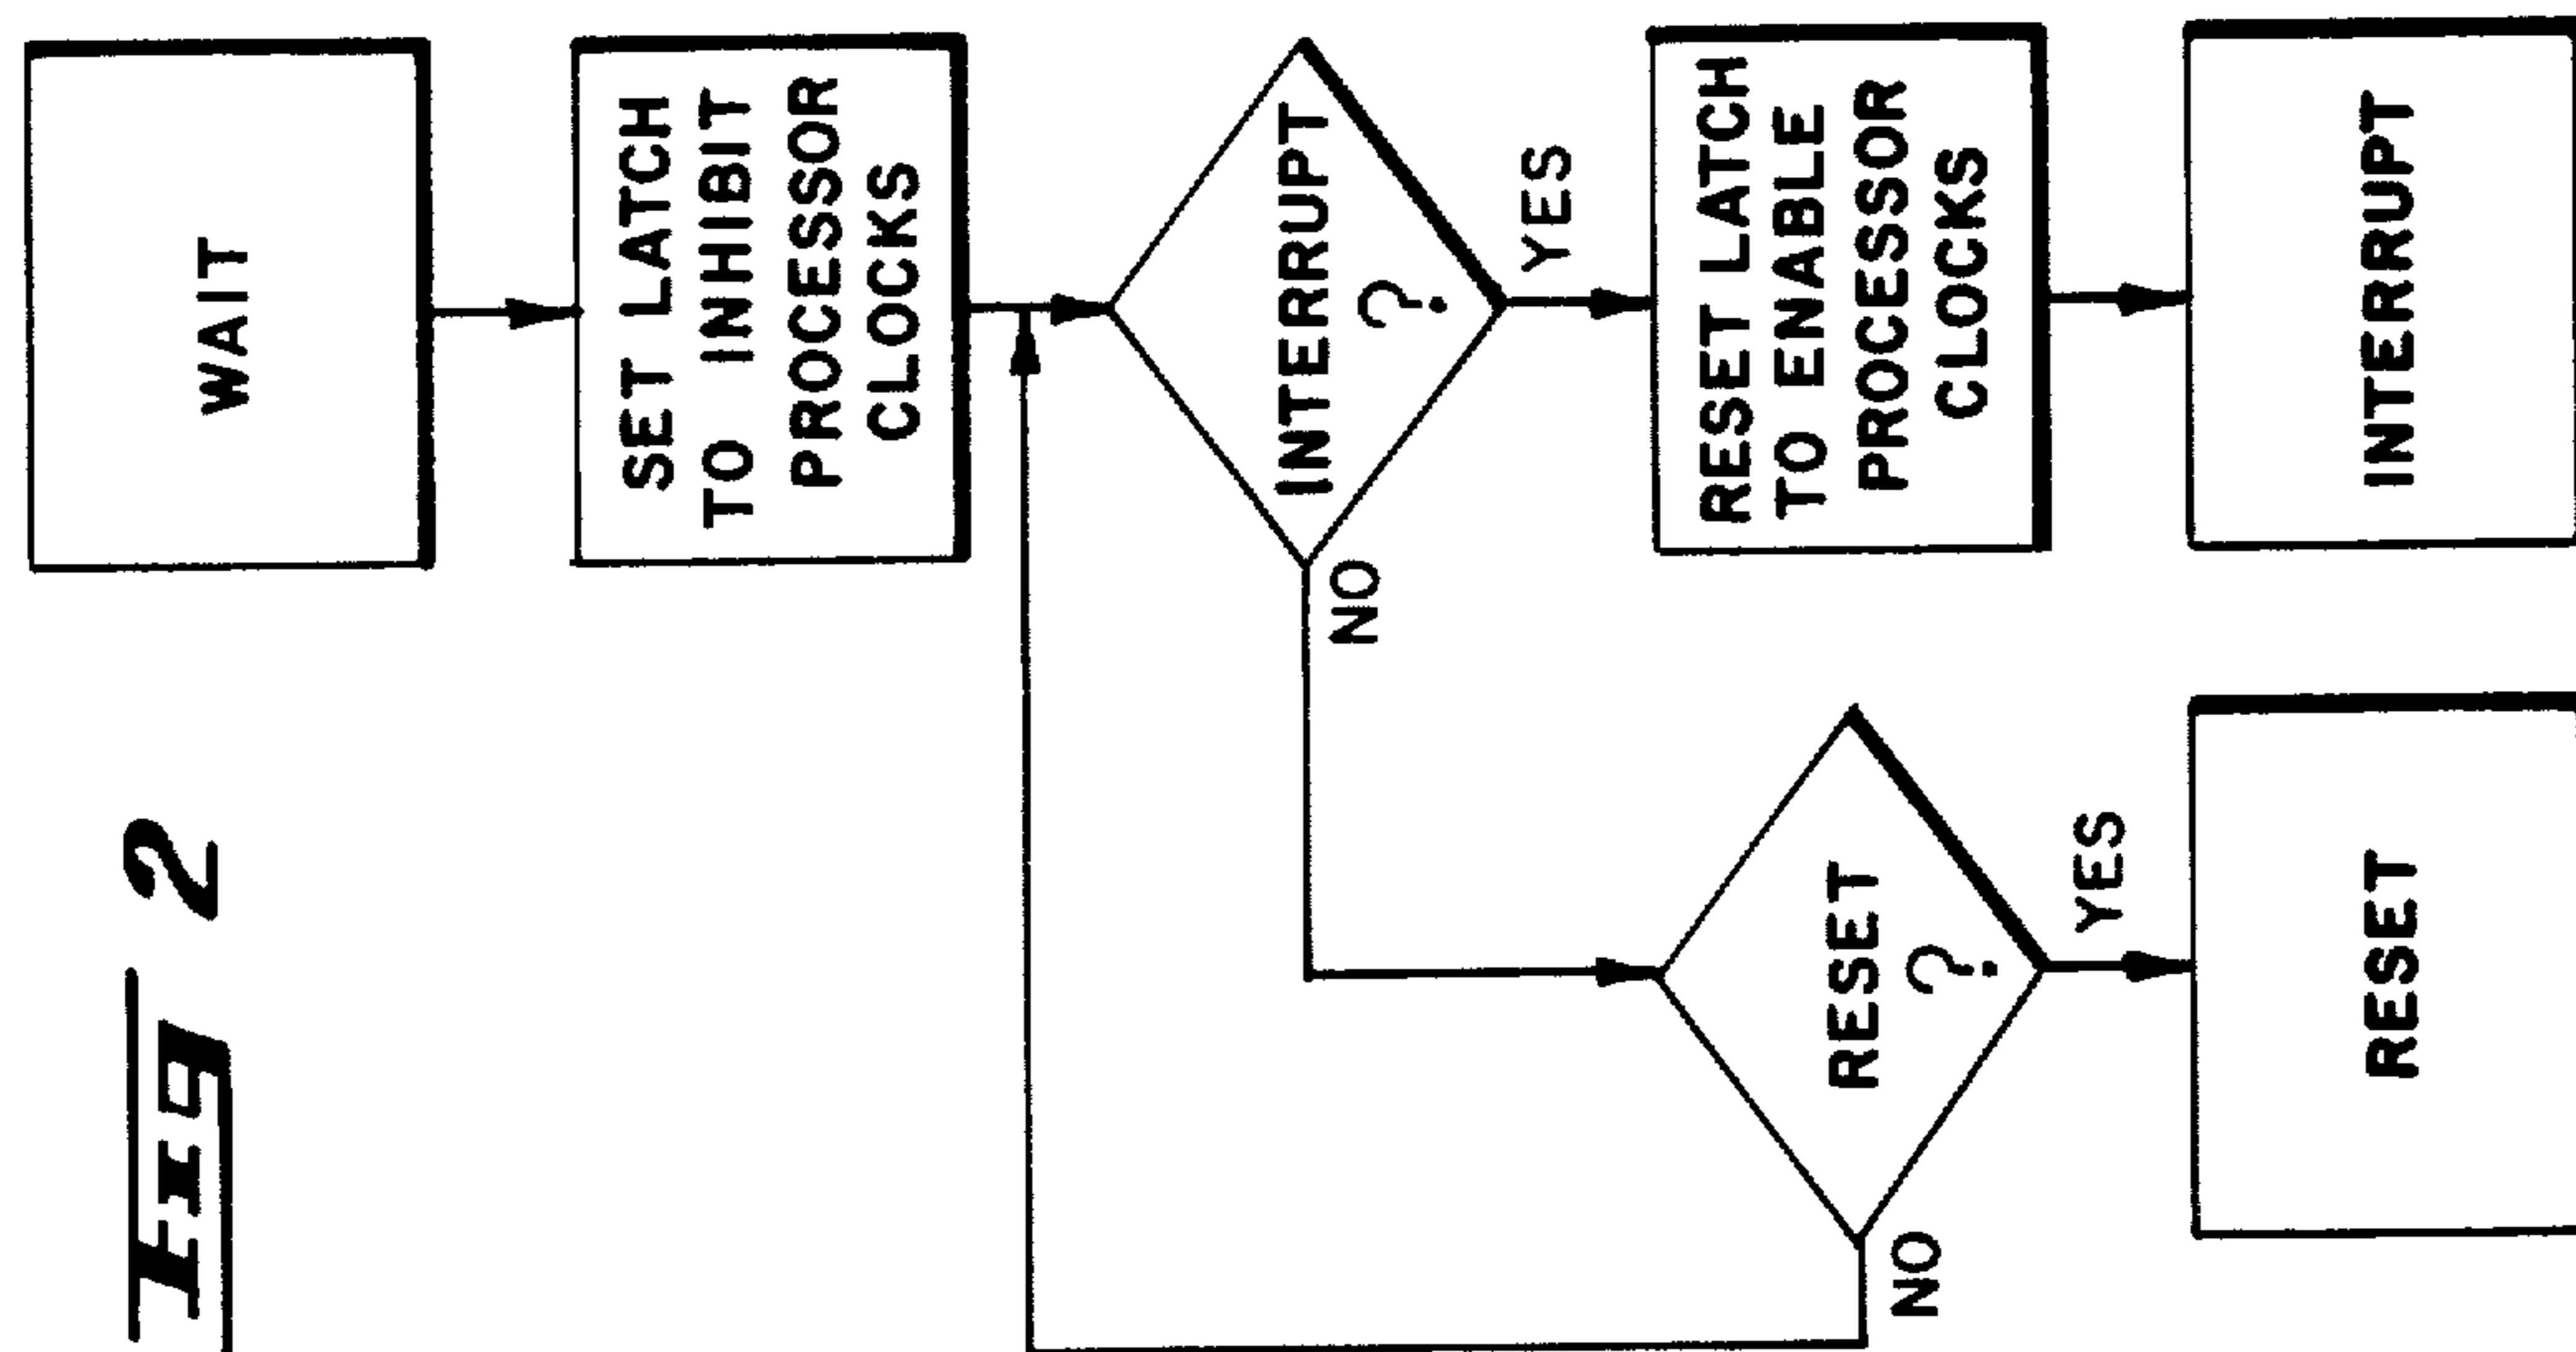 Fig 2
WAIT
SET LATCH
TO INHIBIT
PROCESSOR
CLOCKS
INTERRUPT
?
NO
YES
RESET LATCH
TO ENABLE
PROCESSOR
CLOCKS
INTERRUPT
RESET
?
NO
YES
RESET